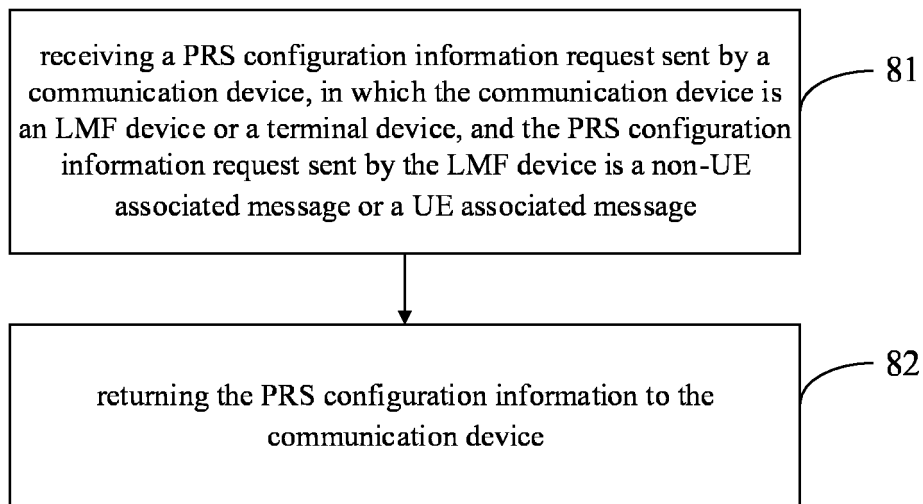 receiving a PRS configuration information request sent by a
communication device, in which the communication device is
an LMF device or a terminal device, and the PRS configuration
information request sent by the LMF device is a non-UE
associated message or a UE associated message
81
returning the PRS configuration information to the
communication device
82